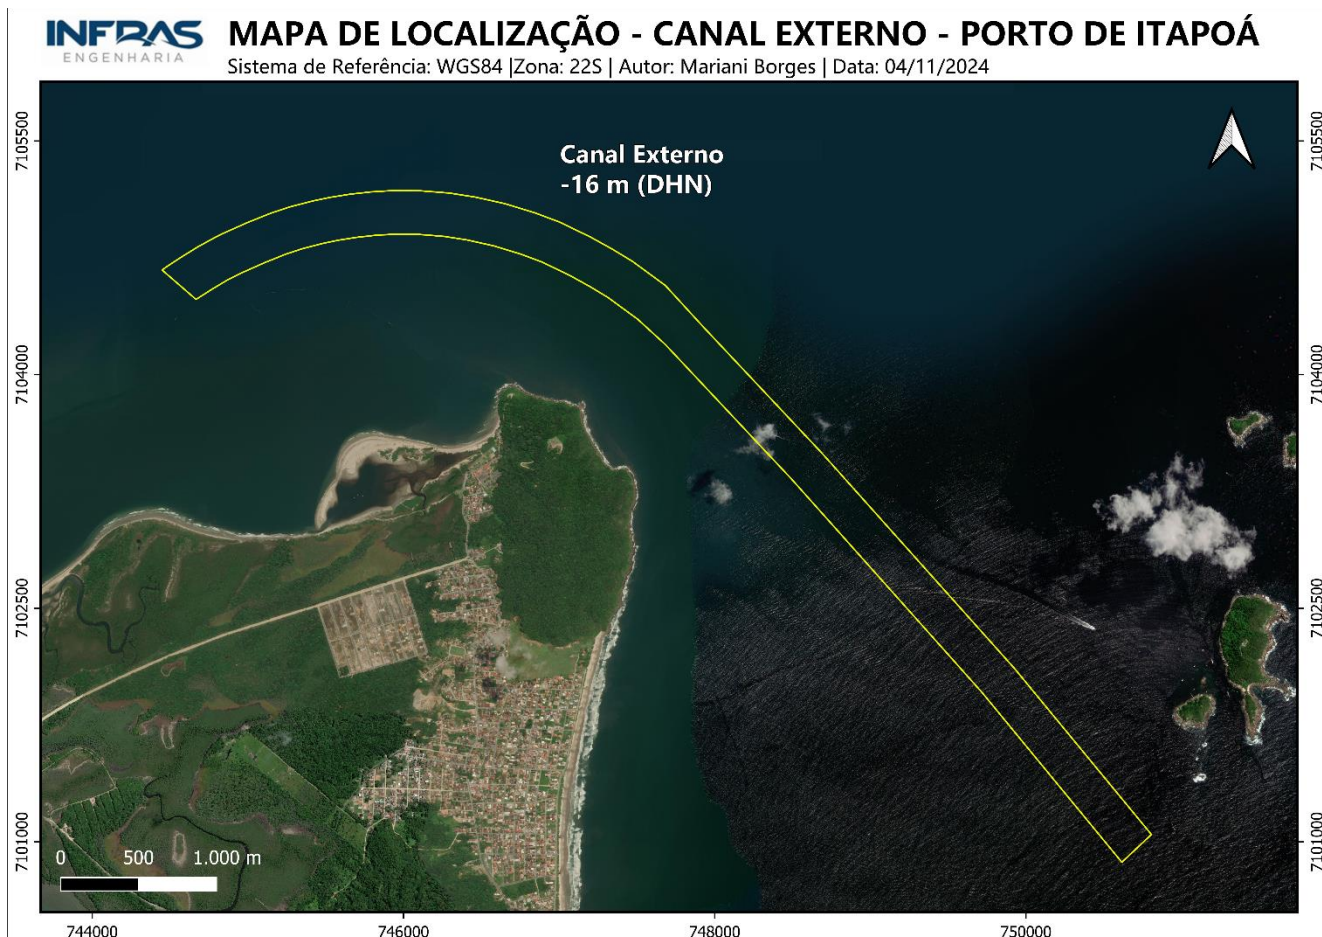 INFRAS
ENGENHARIA
MAPA DE LOCALIZAÇÃO - CANAL EXTERNO - PORTO DE ITAPOÁ
Sistema de Referência: WGS84 |Zona: 22S | Autor: Mariani Borges | Data: 04/11/2024
7105500
7105500
Canal Externo
-16 m (DHN)
7104000
7104000
7102500
7102500
7101000
7101000
0 500 1.000 m
744000 746000 748000 750000